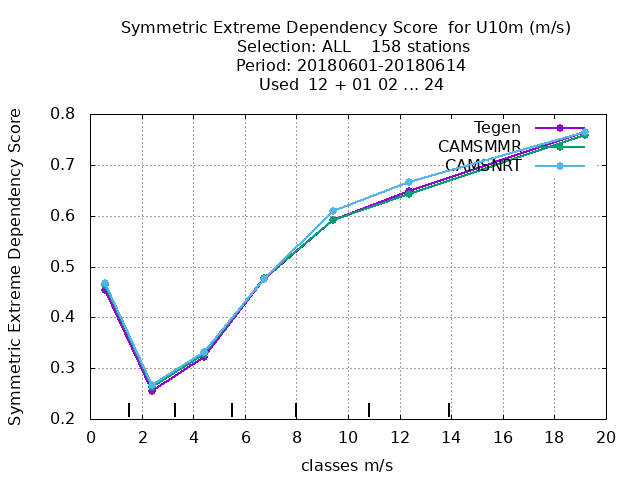 Symmetric Extreme Dependency Score  for U10m (m/s)
Selection: ALL    158 stations
Period: 20180601-20180614
Used  12 + 01 02 ... 24
Symmetric Extreme Dependency Score
0.8
0.7
0.6
0.5
0.4
0.3
0.2
Tegen
CAMSMMR
CAMSNRT
0 2 4 6 8 10 12 14 16 18 20
classes m/s